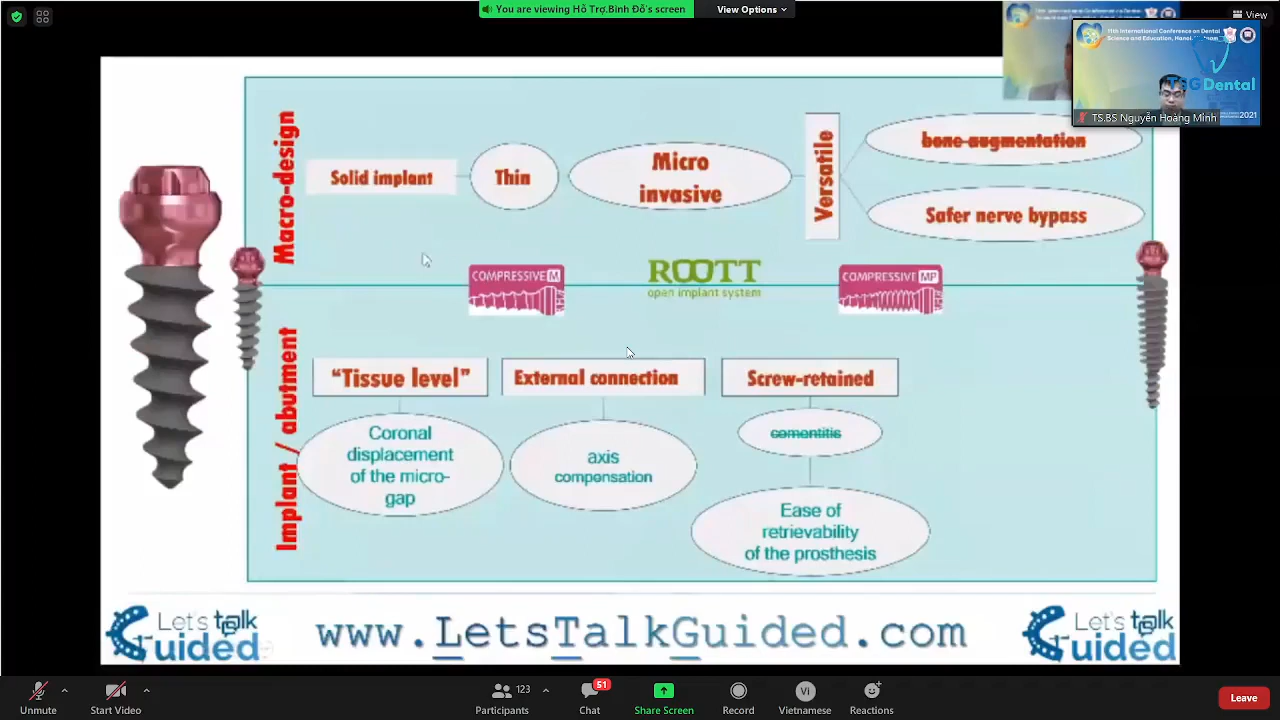 You are viewing Hỗ Trợ.Bình Đỗ's screen
View Options
View
11th International Conference on Dental
Science and Education, Hanoi, Vietnam
TSG Dental
TS.BS Nguyễn Hoàng Minh
2021
Macro-design
Solid implant
Thin
Micro
invasive
Versatile
bone augmentation
Safer nerve bypass
COMPRESSIVE M
ROOTT
open implant system
COMPRESSIVE MP
Implant / abutment
“Tissue level”
External connection
Screw-retained
Coronal
displacement
of the micro-
gap
axis
compensation
cementitis
Ease of
retrievability
of the prosthesis
Let's talk
Guided
www.LetsTalkGuided.com
Let's talk
Guided
Unmute
Start Video
123
Participants
51
Chat
Share Screen
Record
Vi
Vietnamese
Reactions
Leave